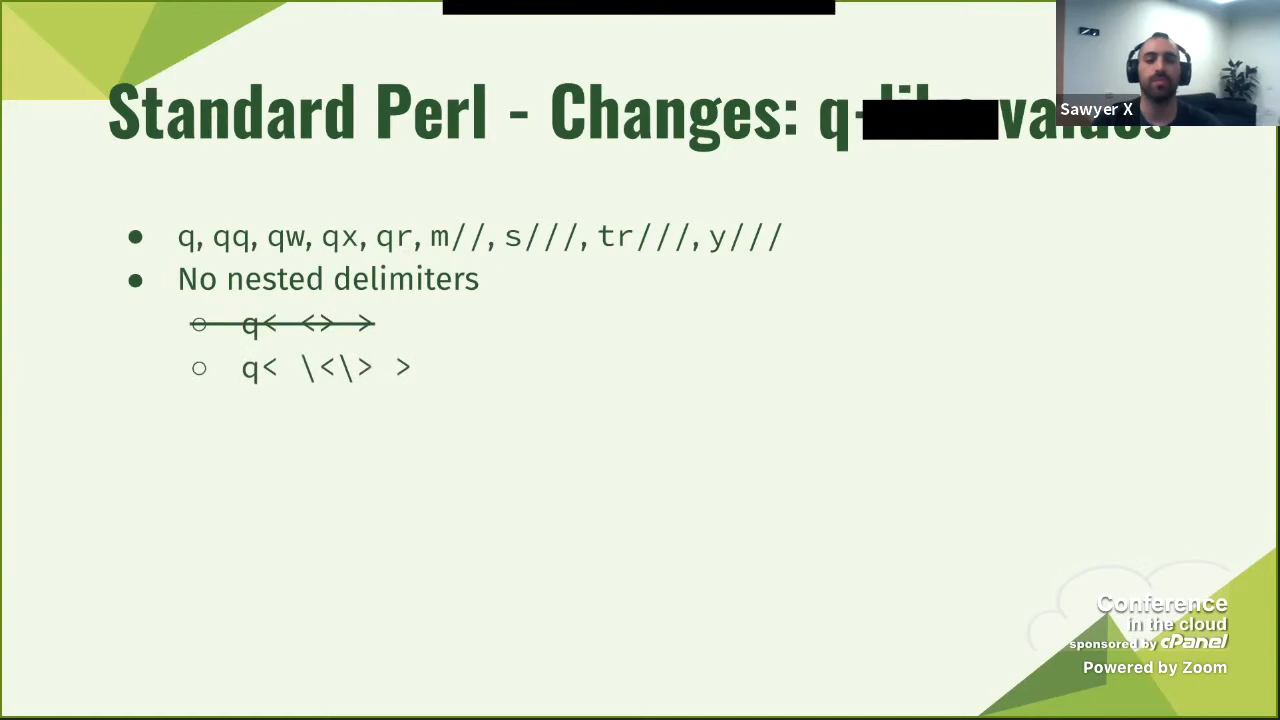 Standard Perl - Changes: q-like values
Sawyer X
● q, qq, qw, qx, qr, m//, s///, tr///, y///
● No nested delimiters
○ q< <> >
○ q< \<\> >
Conference
in the cloud
sponsored by cPanel
Powered by Zoom